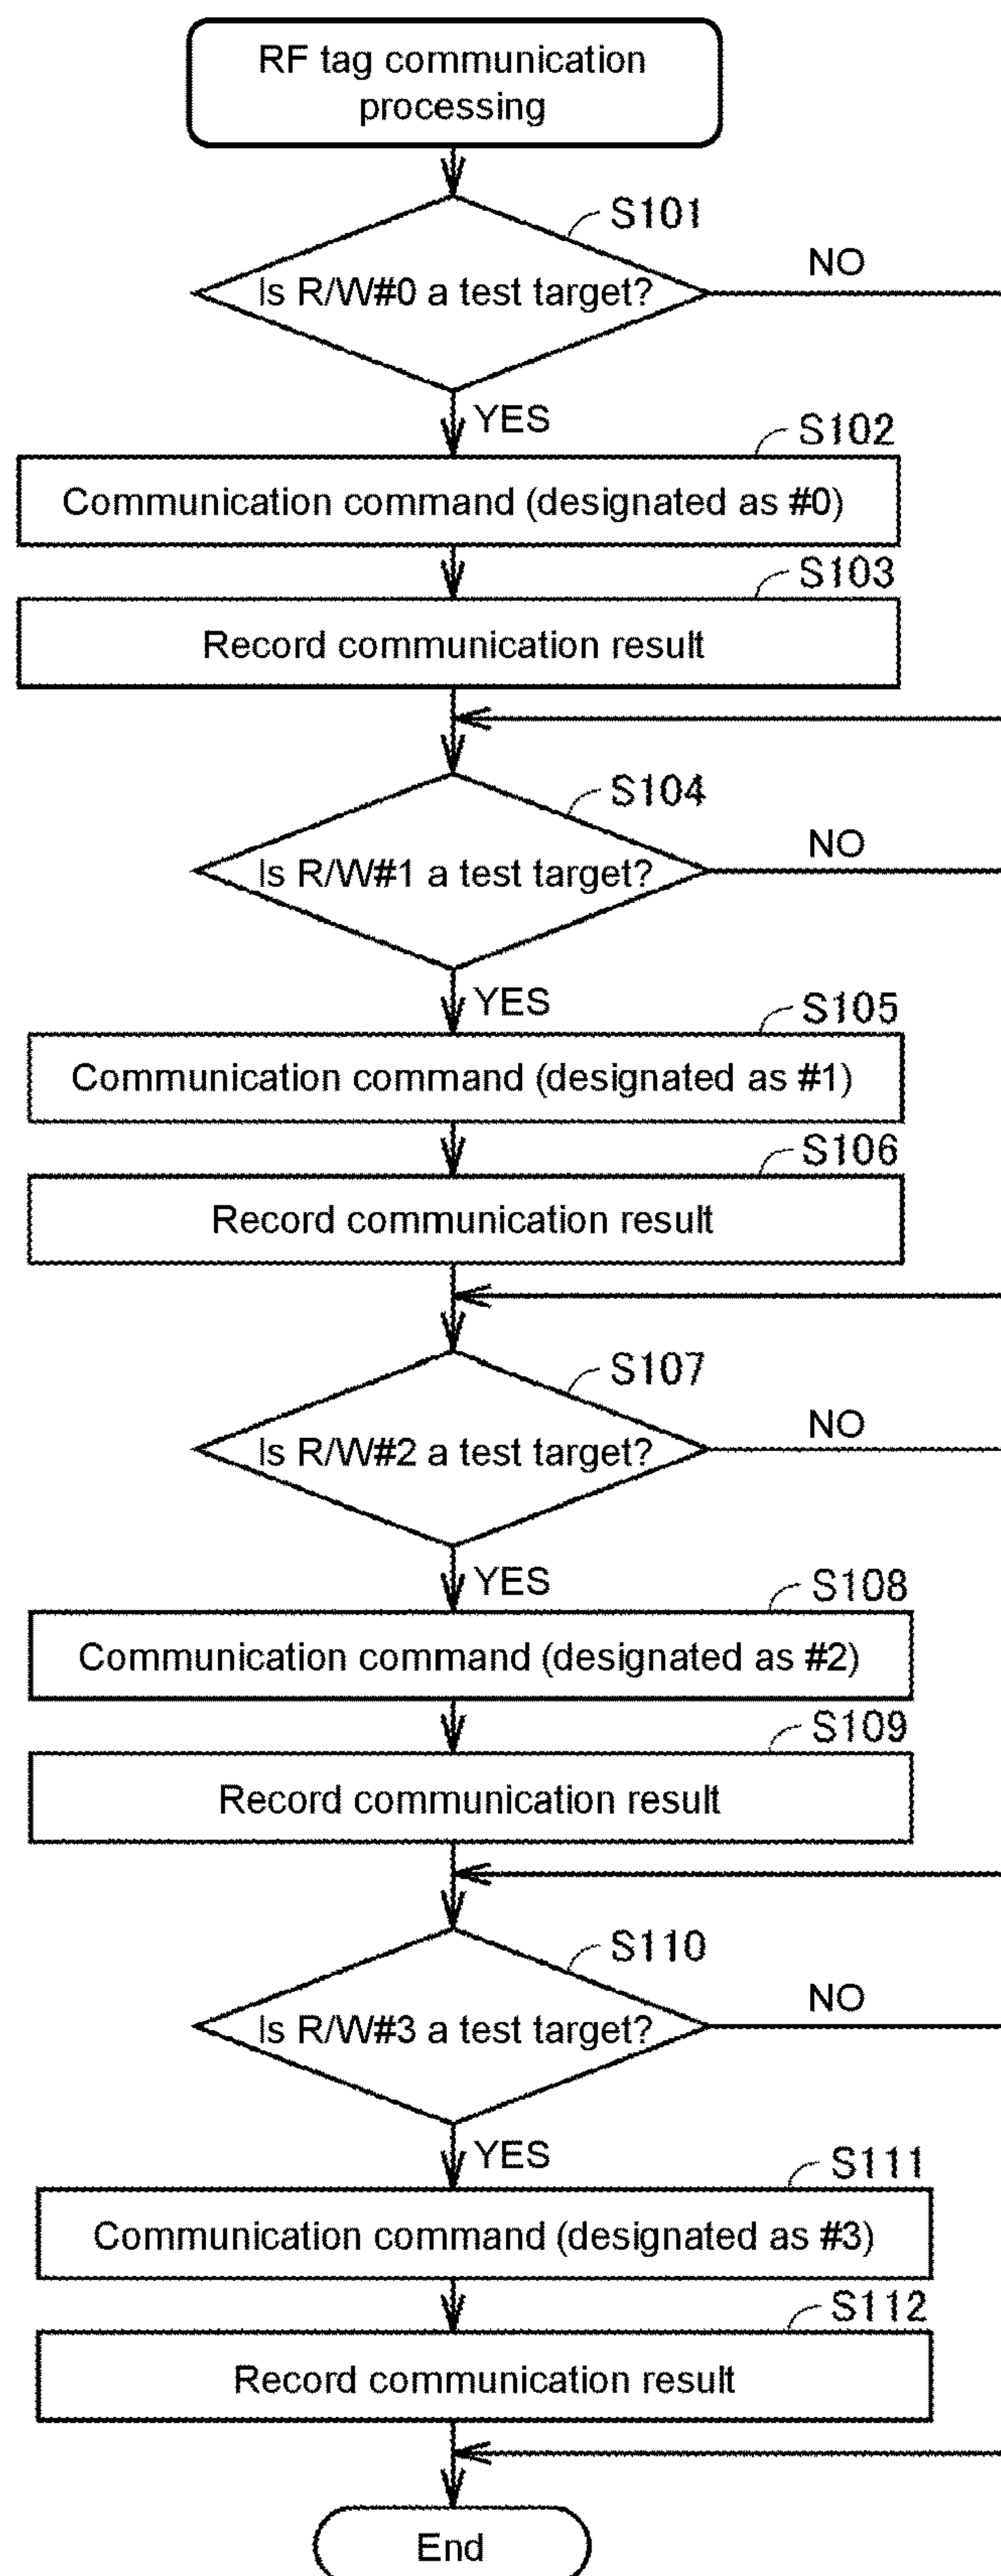 RF tag communication
processing
S101
Is R/W#0 a test target?
NO
YES
S102
Communication command (designated as #0)
S103
Record communication result
S104
Is R/W#1 a test target?
NO
YES
S105
Communication command (designated as #1)
S106
Record communication result
S107
Is R/W#2 a test target?
NO
YES
S108
Communication command (designated as #2)
S109
Record communication result
S110
Is R/W#3 a test target?
NO
YES
S111
Communication command (designated as #3)
S112
Record communication result
End